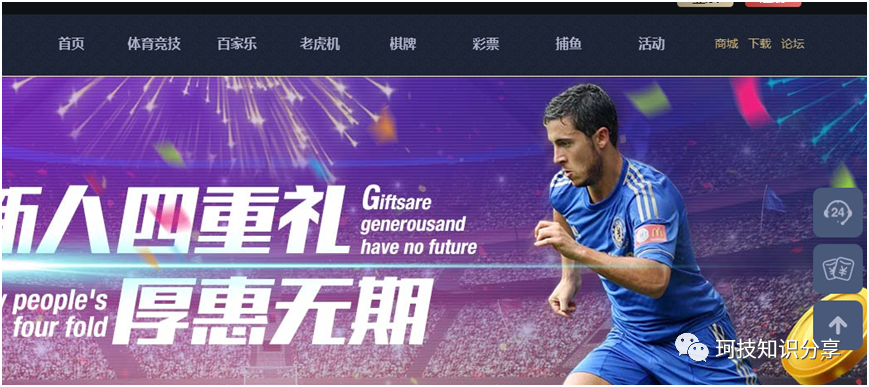 首页 体育竞技 百家乐 老虎机 棋牌 彩票 捕鱼 活动 商城 下载 论坛
新人四重礼
Giftsare
generousand
have no future
people's
four fold
厚惠无期
24
珂技知识分享